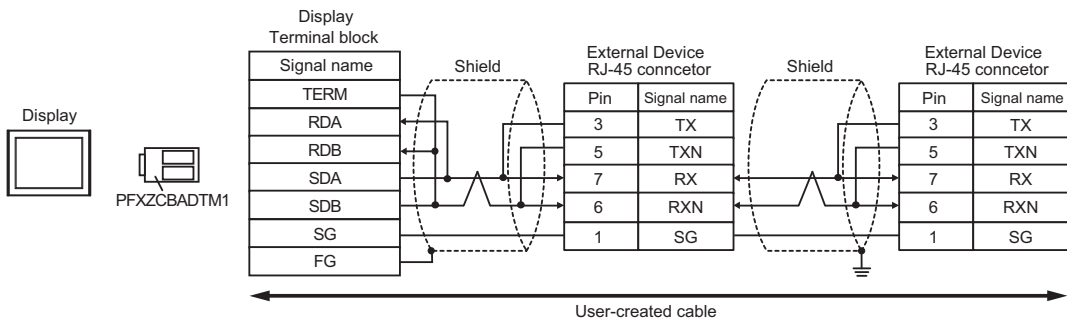 Display
PFXZCBADTM1
Display
Terminal block
Signal name
TERM
RDA
RDB
SDA
SDB
SG
FG
Shield
External Device
RJ-45 conncetor
Pin Signal name
3 TX
5 TXN
7 RX
6 RXN
1 SG
Shield
External Device
RJ-45 conncetor
Pin Signal name
3 TX
5 TXN
7 RX
6 RXN
1 SG
User-created cable